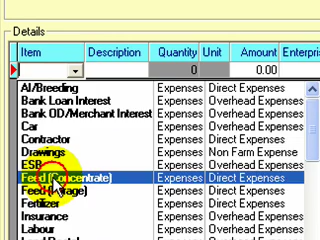 Details
Item Description Quantity Unit Amount Enterpris
0 0.00
AI/Breeding Expenses Direct Expenses
Bank Loan Interest Expenses Overhead Expenses
Bank OD/Merchant Interest Expenses Overhead Expenses
Car Expenses Overhead Expenses
Contractor Expenses Direct Expenses
Drawings Expenses Non Farm Expense
ESB Expenses Overhead Expenses
Feed (Concentrate) Expenses Direct Expenses
Feed (Forage) Expenses Direct Expenses
Fertilizer Expenses Direct Expenses
Insurance Expenses Overhead Expenses
Labour Expenses Overhead Expenses